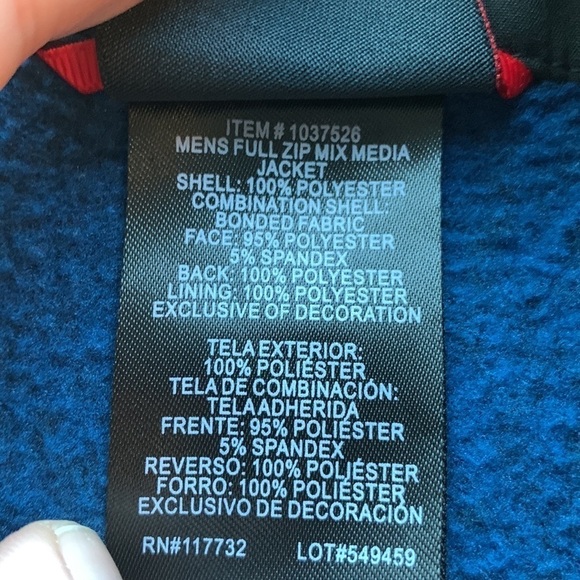 ITEM # 1037526
MENS FULL ZIP MIX MEDIA
JACKET
SHELL: 100% POLYESTER
COMBINATION SHELL:
BONDED FABRIC
FACE: 95% POLYESTER
5% SPANDEX
BACK: 100% POLYESTER
LINING: 100% POLYESTER
EXCLUSIVE OF DECORATION
TELA EXTERIOR:
100% POLIÉSTER
TELA DE COMBINACIÓN:
TELA ADHERIDA
FRENTE: 95% POLIÉSTER
5% SPANDEX
REVERSO: 100% POLIÉSTER
FORRO: 100% POLIÉSTER
EXCLUSIVO DE DECORACIÓN
RN#117732 LOT#549459